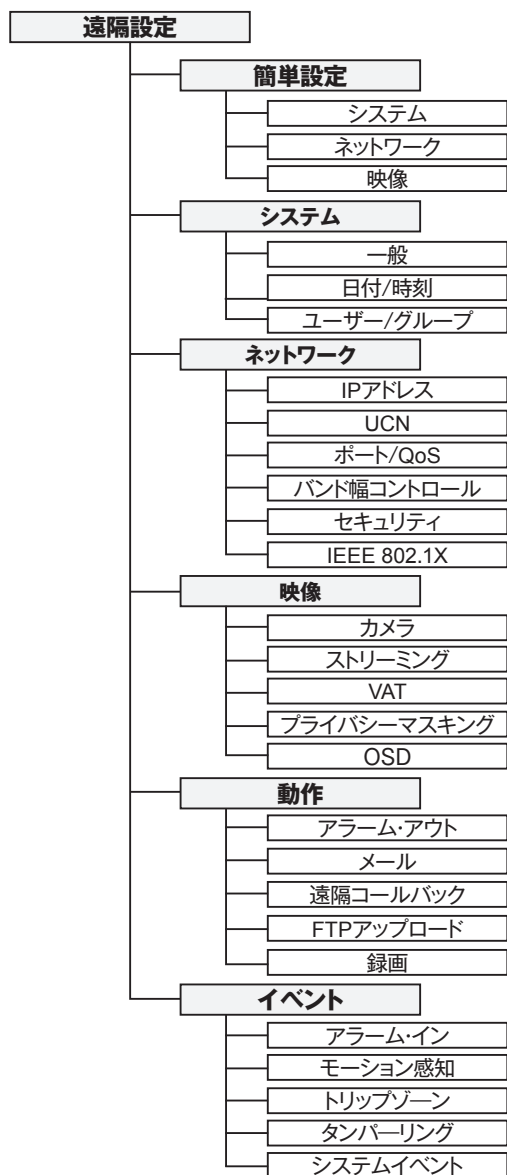 遠隔設定
簡単設定
システム
ネットワーク
映像
システム
一般
日付/時刻
ユーザー/グループ
ネットワーク
IPアドレス
UCN
ポート/QoS
バンド幅コントロール
セキュリティ
IEEE 802.1X
映像
カメラ
ストリーミング
VAT
プライバシーマスキング
OSD
動作
アラーム·アウト
メール
遠隔コールバック
FTPアップロード
録画
イベント
アラーム·イン
モーション感知
トリップゾ―ン
タンパ―リング
システムイベント